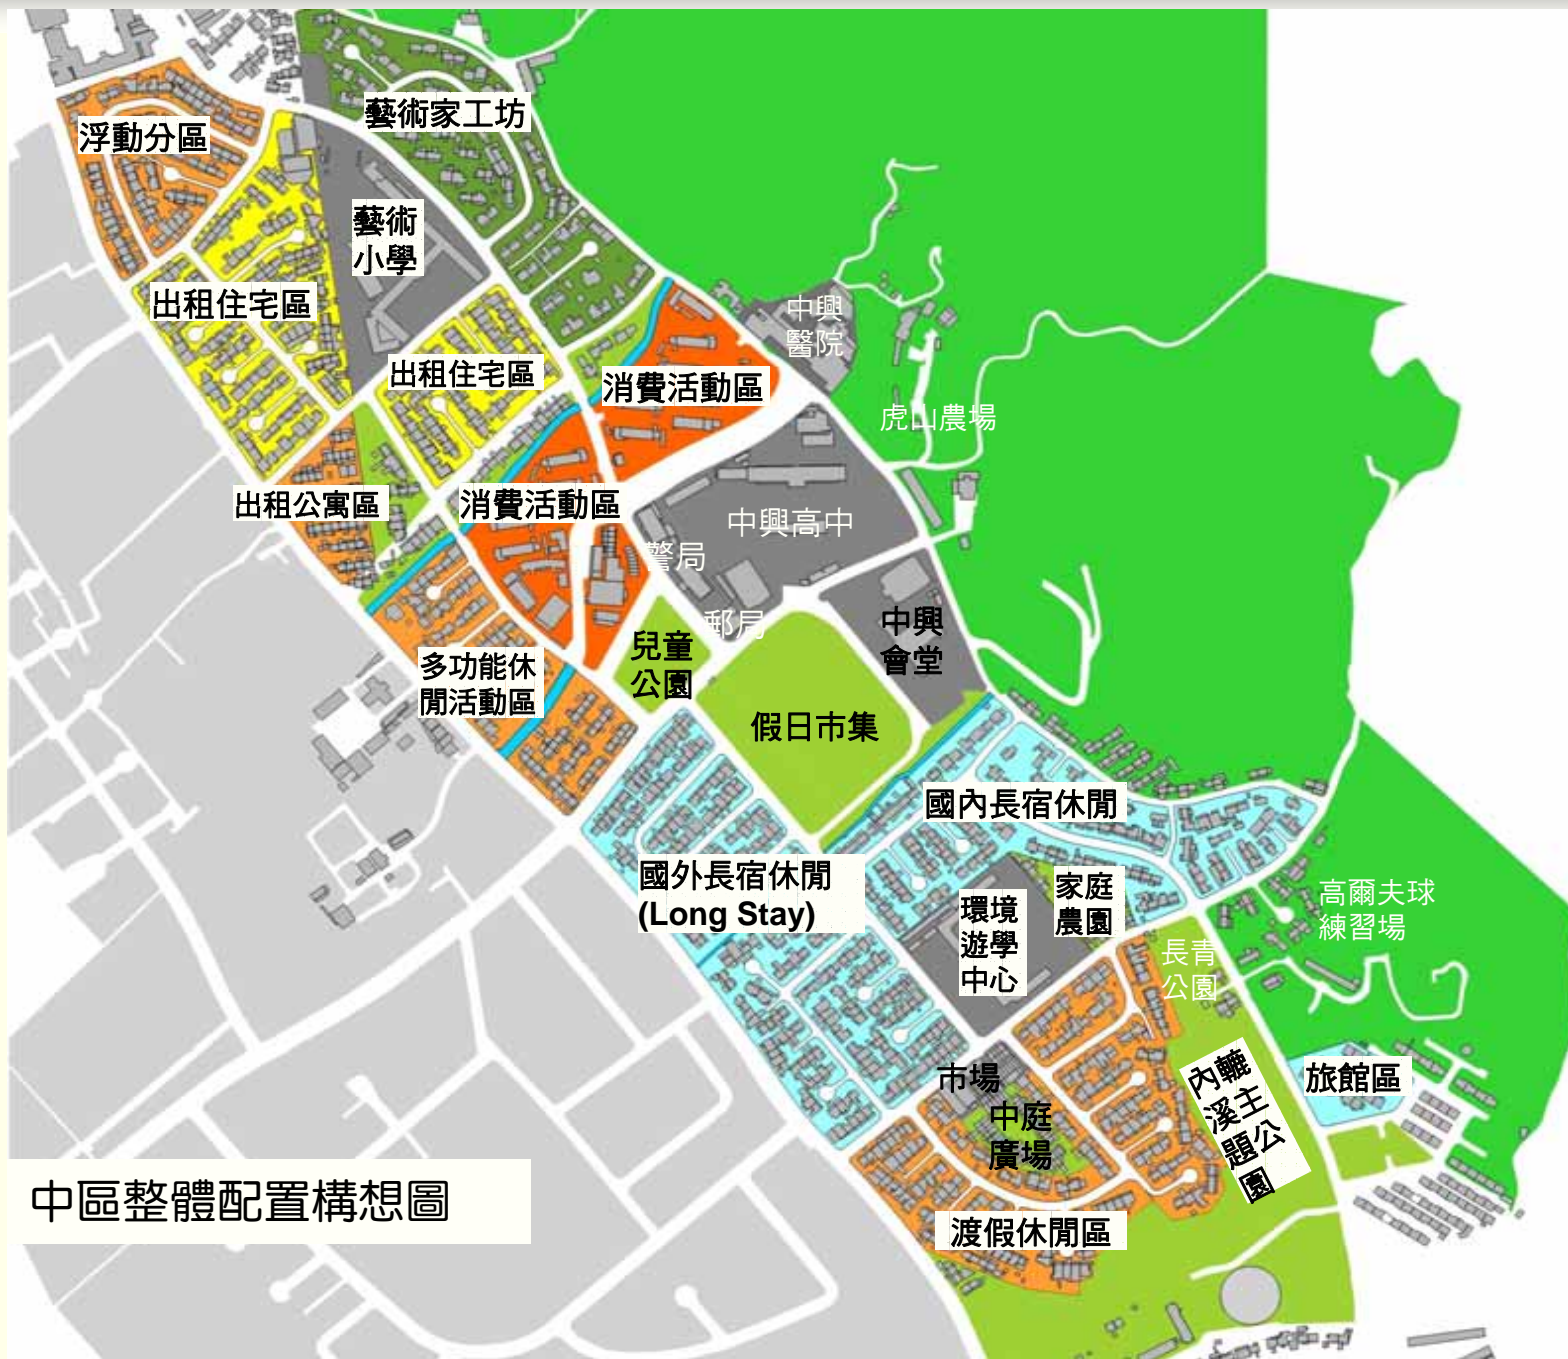 藝術家工坊
浮動分區
藝術
小學
出租住宅區
中興
醫院
出租住宅區
消費活動區
虎山農場
出租公寓區
消費活動區
中興高中
警局
郵局
中興
會堂
兒童
公園
多功能休
閒活動區
假日市集
國內長宿休閒
國外長宿休閒
(Long Stay)
家庭
農園
環境
遊學
中心
高爾夫球
練習場
長青
公園
市場
中庭
廣場
內轆
溪主
題公
園
旅館區
渡假休閒區
中區整體配置構想圖